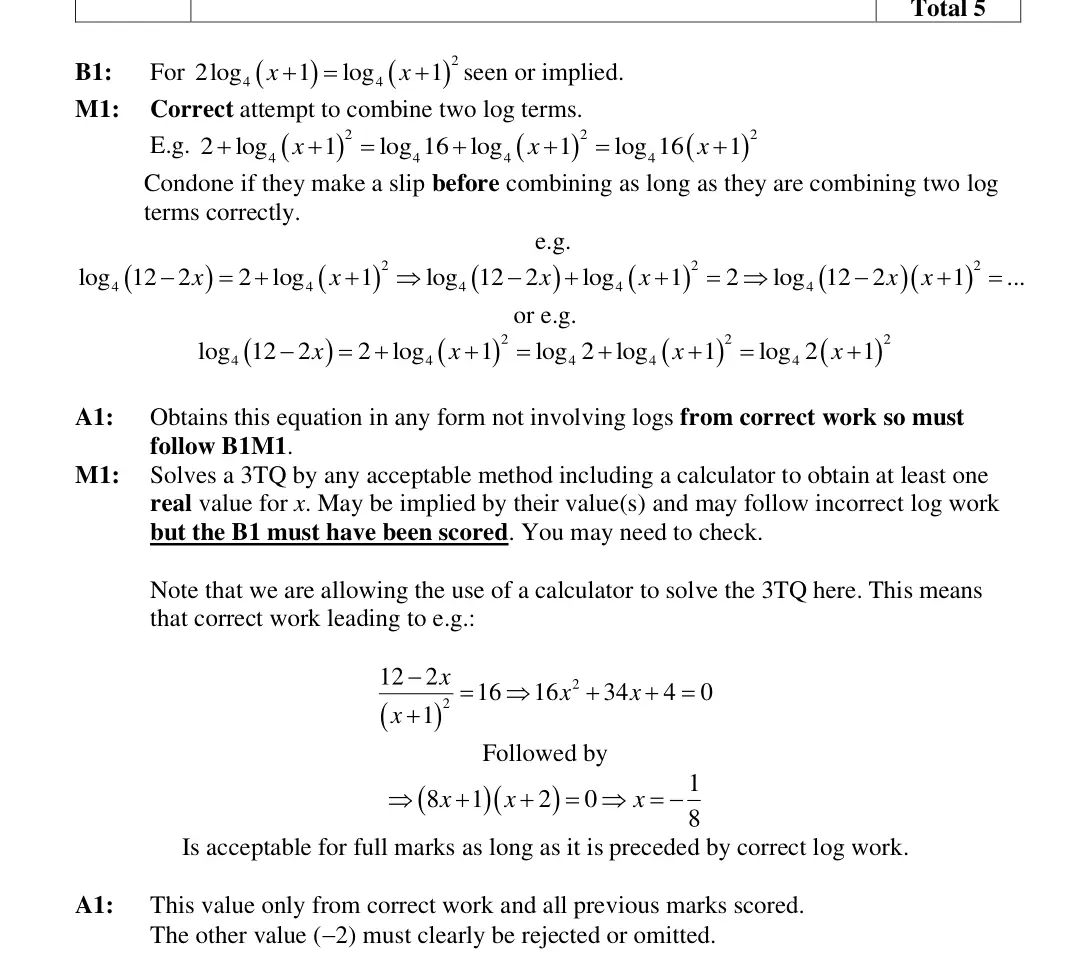 Total 5
B1: For 2log₄(x+1)=log₄(x+1)² seen or implied.
M1: Correct attempt to combine two log terms.
E.g. 2+log₄(x+1)²=log₄16+log₄(x+1)²=log₄16(x+1)²
Condone if they make a slip before combining as long as they are combining two log
terms correctly.
e.g.
log₄(12−2x)=2+log₄(x+1)²⇒log₄(12−2x)+log₄(x+1)²=2⇒log₄(12−2x)(x+1)²=...
or e.g.
log₄(12−2x)=2+log₄(x+1)²=log₄2+log₄(x+1)²=log₄2(x+1)²
A1: Obtains this equation in any form not involving logs from correct work so must
follow B1M1.
M1: Solves a 3TQ by any acceptable method including a calculator to obtain at least one
real value for x. May be implied by their value(s) and may follow incorrect log work
but the B1 must have been scored. You may need to check.
Note that we are allowing the use of a calculator to solve the 3TQ here. This means
that correct work leading to e.g.:
(12−2x)/(x+1)²=16⇒16x²+34x+4=0
Followed by
⇒(8x+1)(x+2)=0⇒x=−1/8
Is acceptable for full marks as long as it is preceded by correct log work.
A1: This value only from correct work and all previous marks scored.
The other value (−2) must clearly be rejected or omitted.